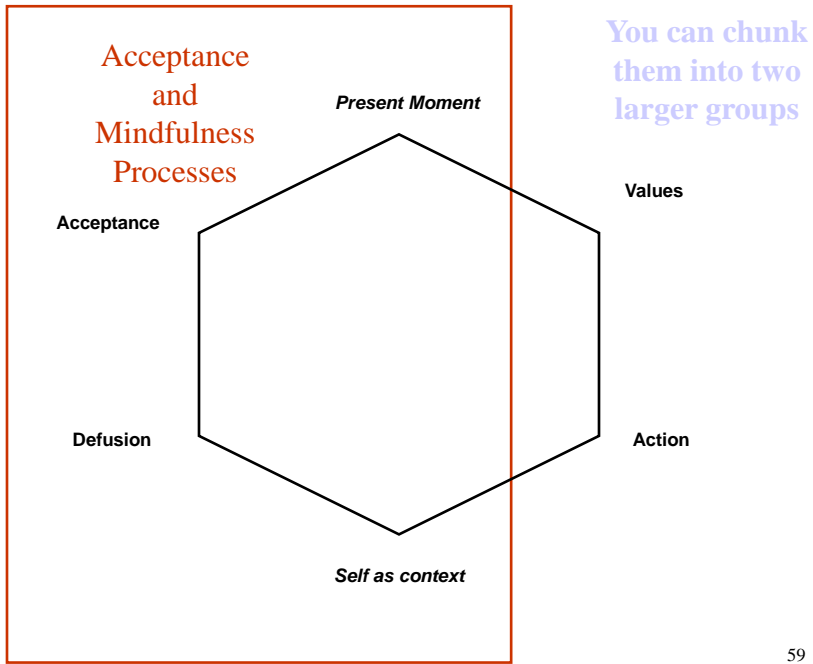 Acceptance
and
Mindfulness
Processes
You can chunk
them into two
larger groups
Present Moment
Values
Acceptance
Defusion
Action
Self as context
59